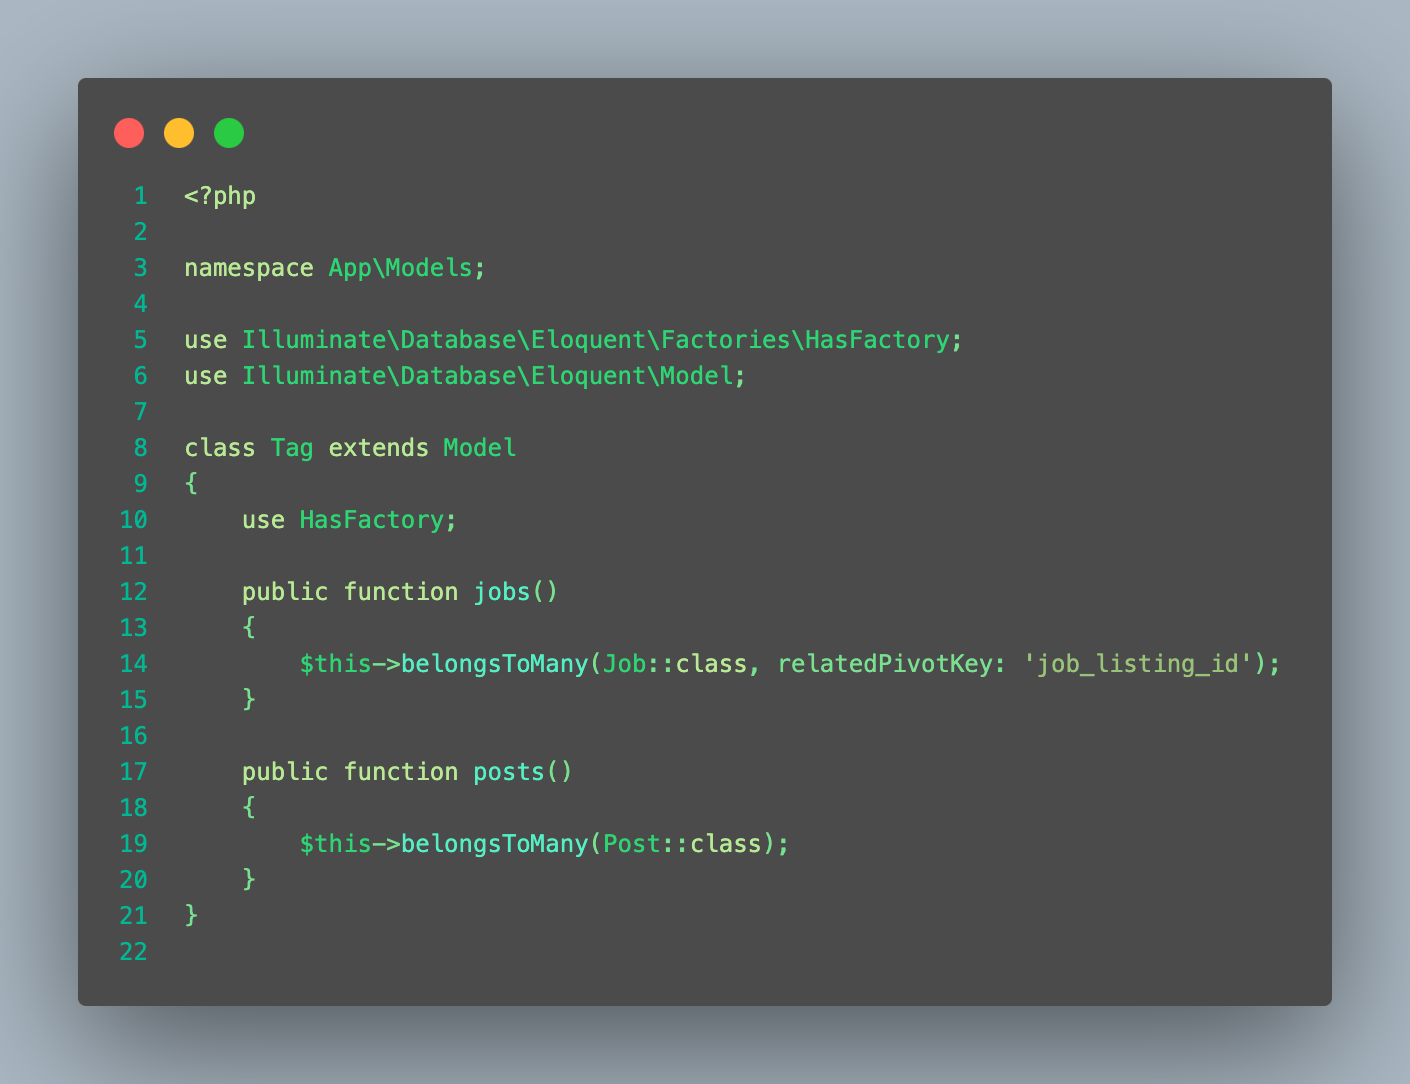 1 <?php
2
3 namespace App\Models;
4
5 use Illuminate\Database\Eloquent\Factories\HasFactory;
6 use Illuminate\Database\Eloquent\Model;
7
8 class Tag extends Model
9 {
10     use HasFactory;
11
12     public function jobs()
13     {
14         $this->belongsToMany(Job::class, relatedPivotKey: 'job_listing_id');
15     }
16
17     public function posts()
18     {
19         $this->belongsToMany(Post::class);
20     }
21 }
22